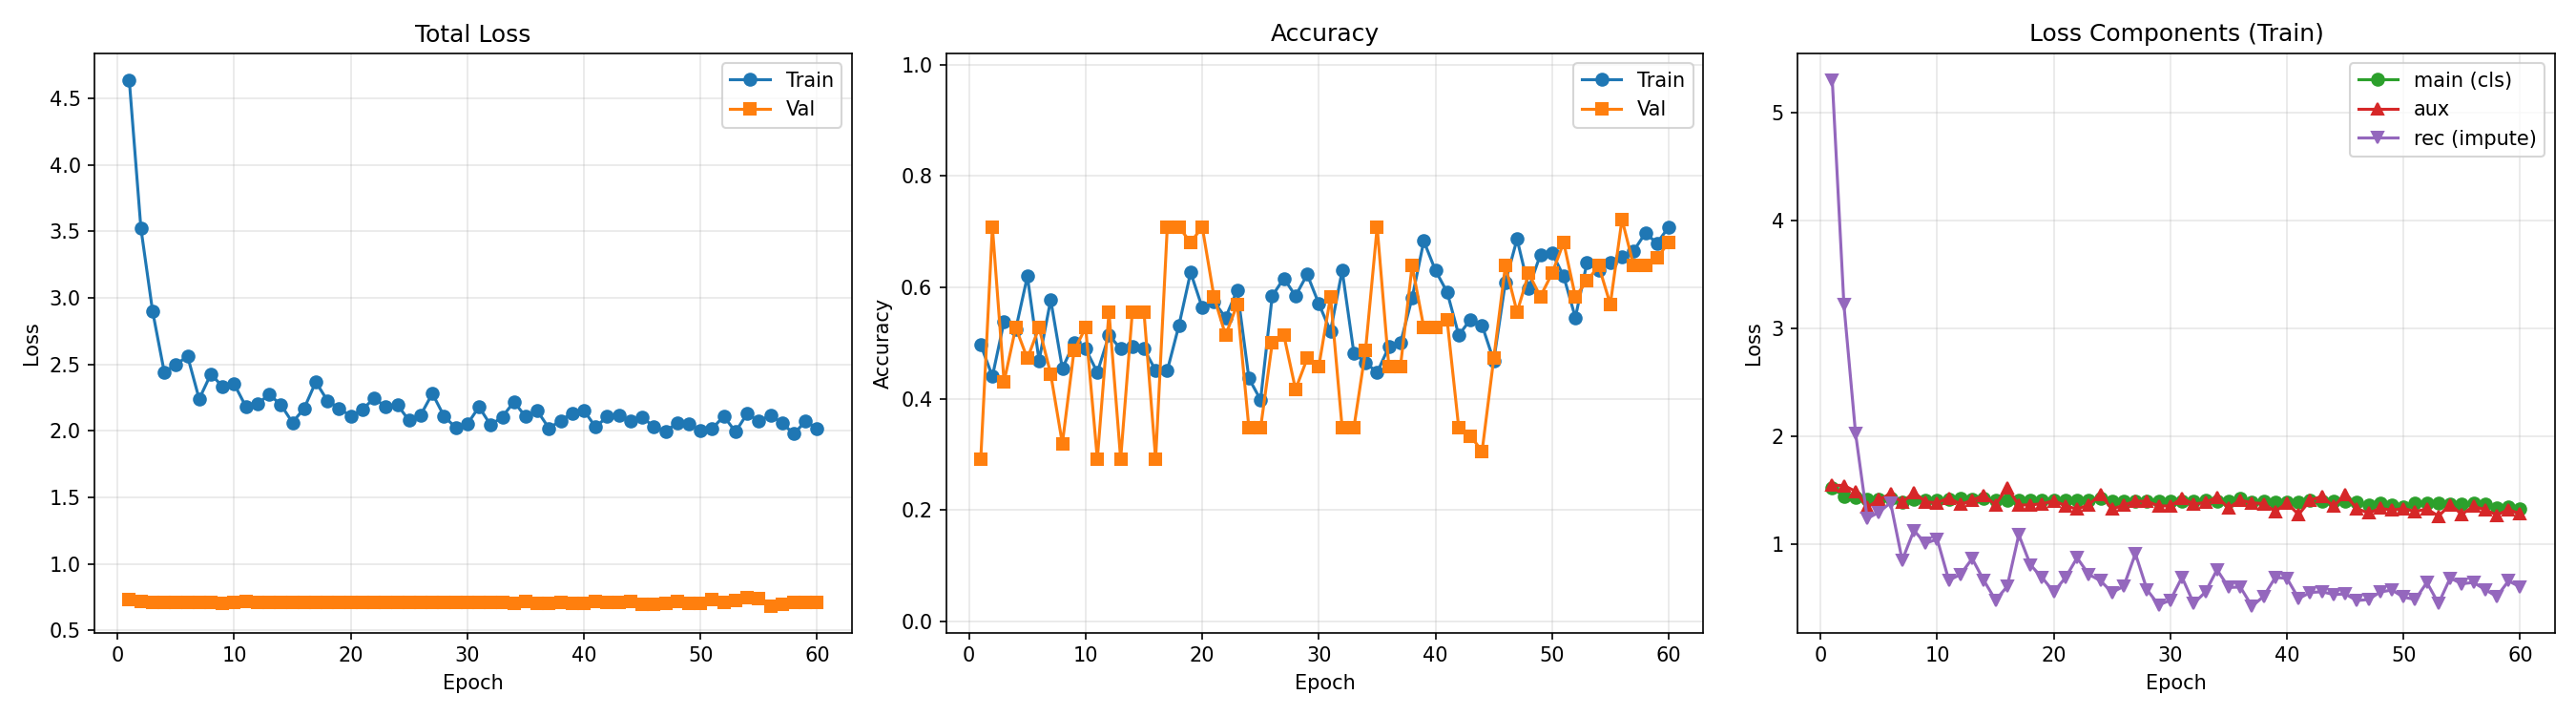 Total Loss
Train
Val
4.5
4.0
3.5
3.0
2.5
2.0
1.5
1.0
0.5
Loss
0 10 20 30 40 50 60
Epoch
Accuracy
Train
Val
1.0
0.8
0.6
0.4
0.2
0.0
Accuracy
0 10 20 30 40 50 60
Epoch
Loss Components (Train)
main (cls)
aux
rec (impute)
5
4
3
2
1
Loss
0 10 20 30 40 50 60
Epoch